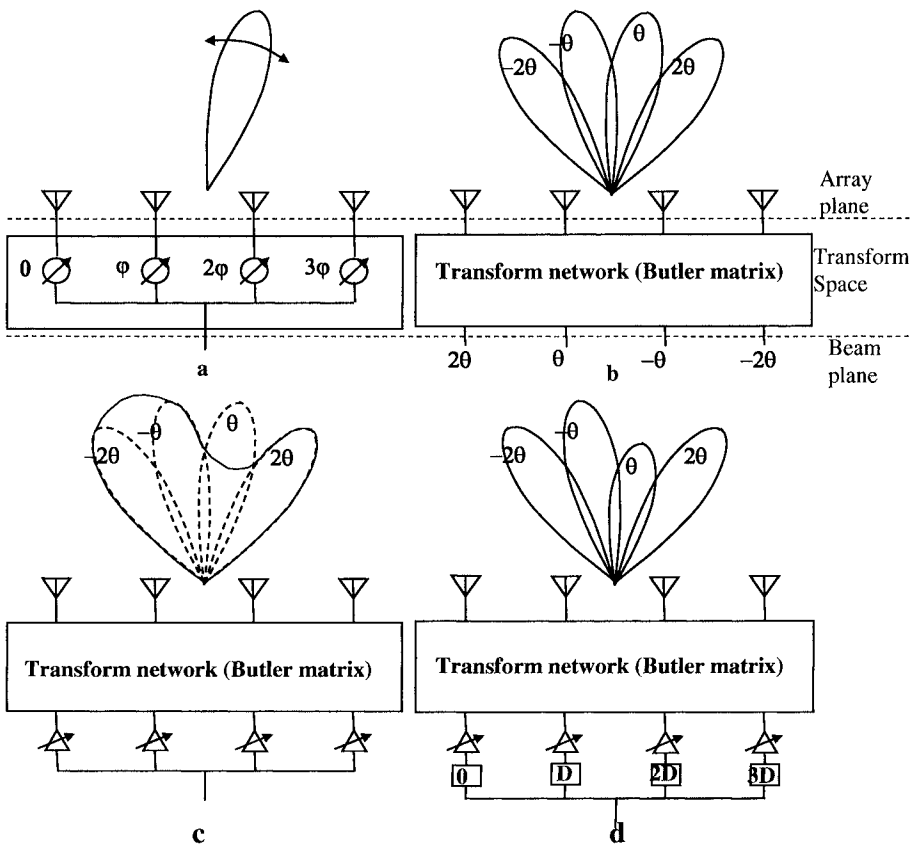 −2θ
−θ
θ
2θ
Array
plane
0
φ
2φ
3φ
Transform network (Butler matrix)
Transform
Space
2θ
θ
−θ
−2θ
Beam
plane
a
b
−2θ
−θ
θ
2θ
−2θ
−θ
θ
2θ
Transform network (Butler matrix)
Transform network (Butler matrix)
0
D
2D
3D
c
d